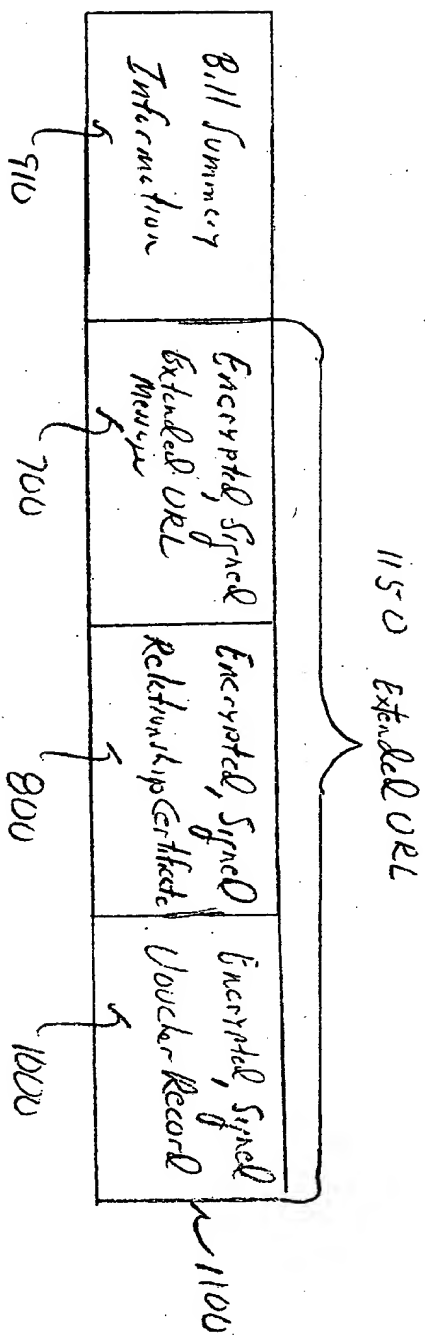 1150 Extended URL
Bill Summary
Information
Encrypted, Signed
Extended URL
Message
Encrypted, Signed
Relationship Certificate
Encrypted, Signed
Voucher Record
910
700
800
1000
1100